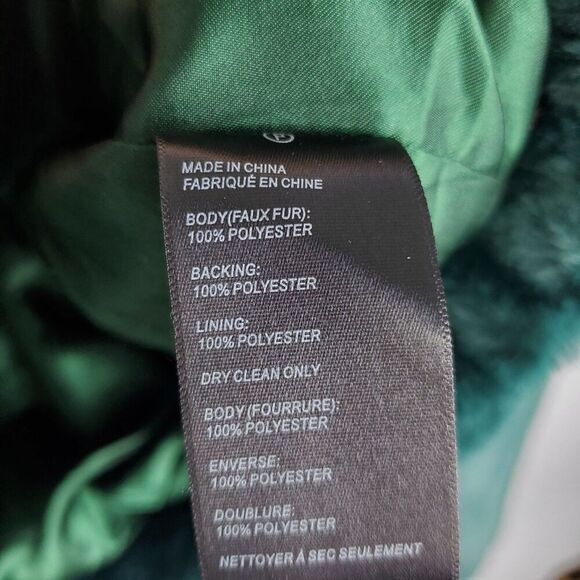 Ⓟ
MADE IN CHINA
FABRIQUÉ EN CHINE
BODY(FAUX FUR):
100% POLYESTER
BACKING:
100% POLYESTER
LINING:
100% POLYESTER
DRY CLEAN ONLY
BODY (FOURRURE):
100% POLYESTER
ENVERSE:
100% POLYESTER
DOUBLURE:
100% POLYESTER
NETTOYER À SEC SEULEMENT